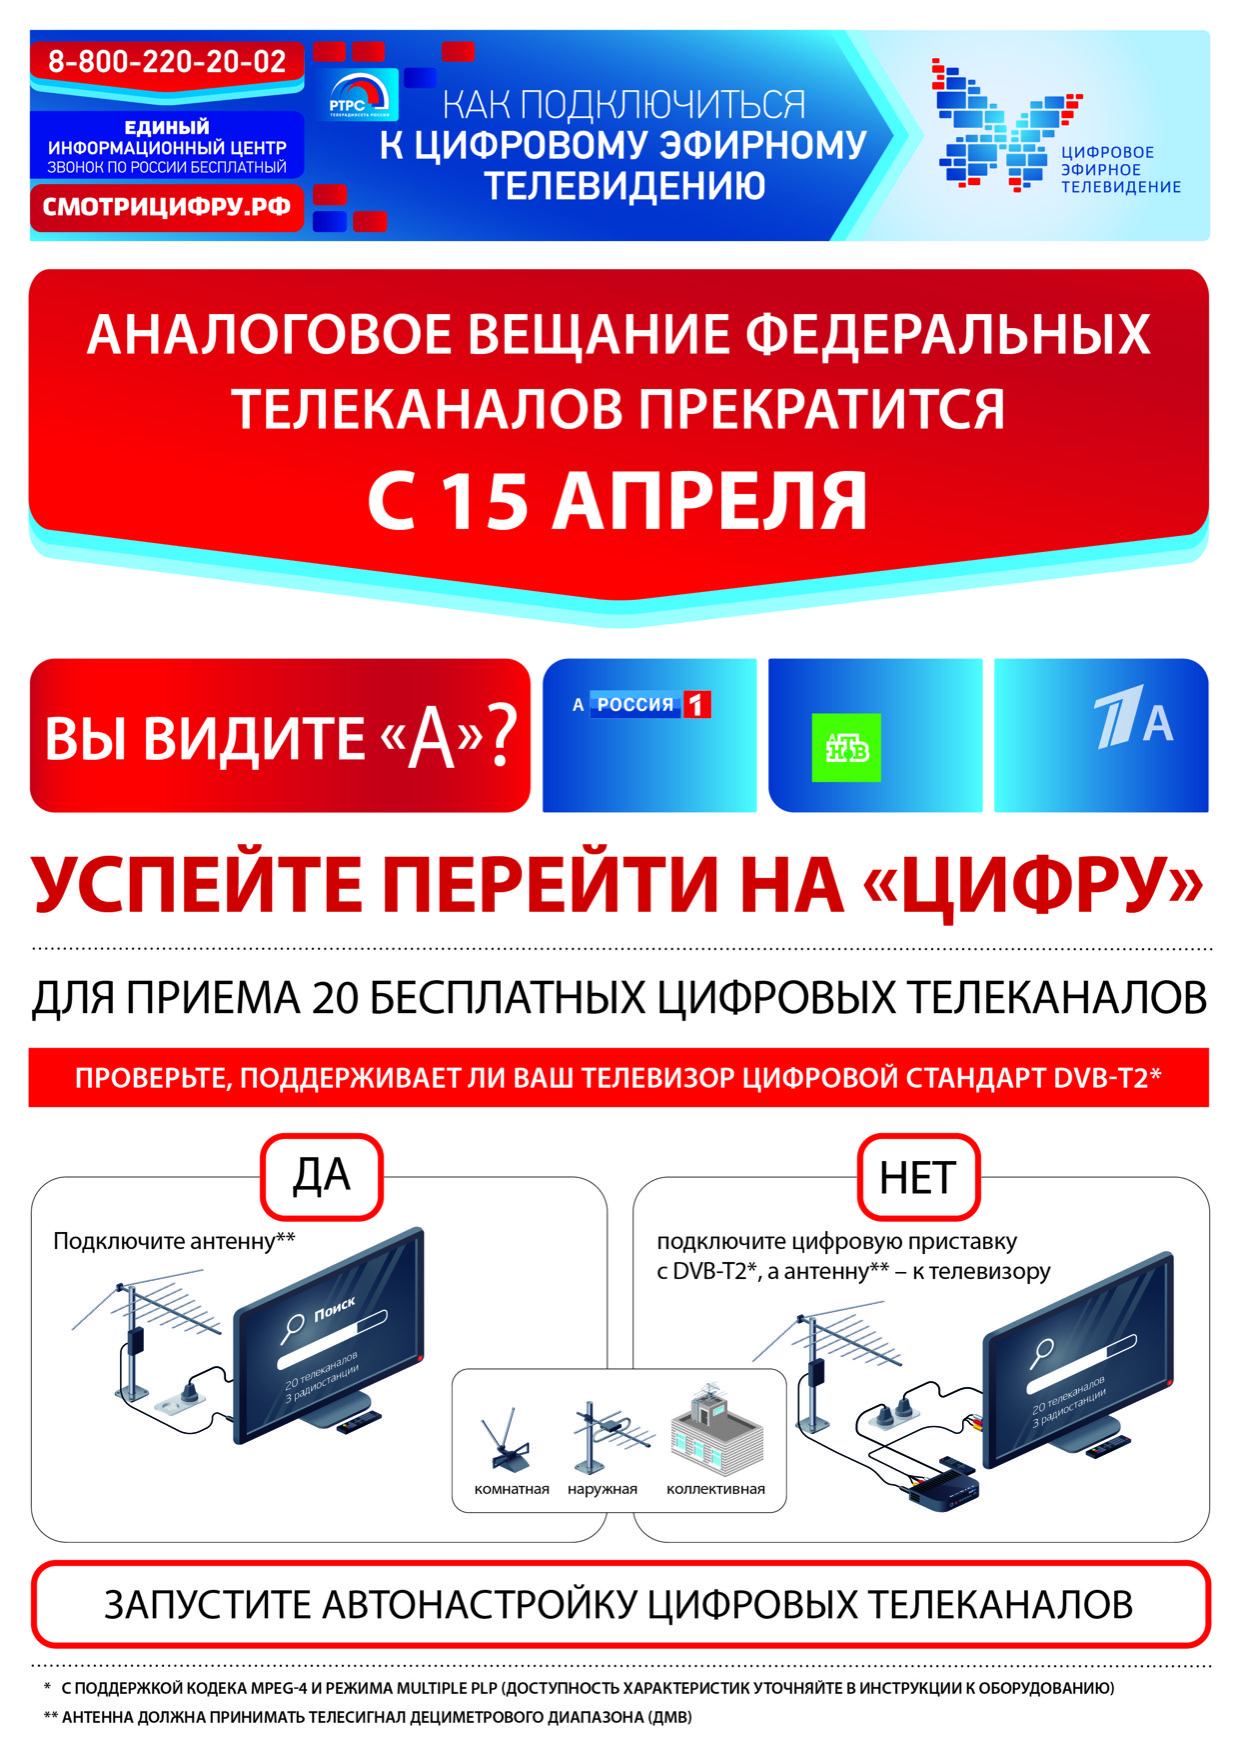 8-800-220-20-02
ЕДИНЫЙ
ИНФОРМАЦИОННЫЙ ЦЕНТР
ЗВОНОК ПО РОССИИ БЕСПЛАТНЫЙ
СМОТРИЦИФРУ.РФ
РТРС
ТЕЛЕРАДИОСЕТЬ РОССИИ
КАК ПОДКЛЮЧИТЬСЯ
К ЦИФРОВОМУ ЭФИРНОМУ
ТЕЛЕВИДЕНИЮ
ЦИФРОВОЕ
ЭФИРНОЕ
ТЕЛЕВИДЕНИЕ
АНАЛОГОВОЕ ВЕЩАНИЕ ФЕДЕРАЛЬНЫХ
ТЕЛЕКАНАЛОВ ПРЕКРАТИТСЯ
С 15 АПРЕЛЯ
ВЫ ВИДИТЕ «А»?
А РОССИЯ 1
А
НТВ
1 А
УСПЕЙТЕ ПЕРЕЙТИ НА «ЦИФРУ»
ДЛЯ ПРИЕМА 20 БЕСПЛАТНЫХ ЦИФРОВЫХ ТЕЛЕКАНАЛОВ
ПРОВЕРЬТЕ, ПОДДЕРЖИВАЕТ ЛИ ВАШ ТЕЛЕВИЗОР ЦИФРОВОЙ СТАНДАРТ DVB-T2*
ДА
Подключите антенну**
Поиск
20 телеканалов
3 радиостанции
НЕТ
подключите цифровую приставку
с DVB-T2*, а антенну** – к телевизору
20 телеканалов
3 радиостанции
комнатная наружная коллективная
ЗАПУСТИТЕ АВТОНАСТРОЙКУ ЦИФРОВЫХ ТЕЛЕКАНАЛОВ
* С ПОДДЕРЖКОЙ КОДЕКА MPEG-4 И РЕЖИМА MULTIPLE PLP (ДОСТУПНОСТЬ ХАРАКТЕРИСТИК УТОЧНЯЙТЕ В ИНСТРУКЦИИ К ОБОРУДОВАНИЮ)
** АНТЕННА ДОЛЖНА ПРИНИМАТЬ ТЕЛЕСИГНАЛ ДЕЦИМЕТРОВОГО ДИАПАЗОНА (ДМВ)